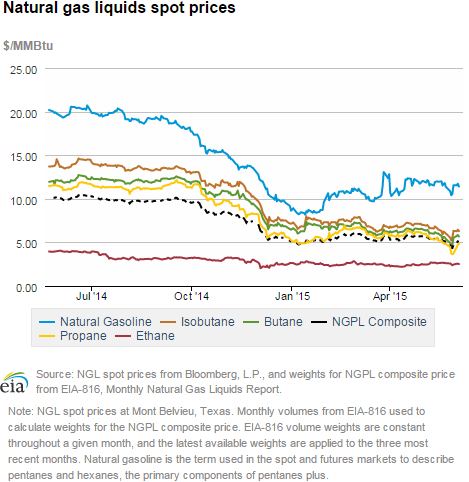 Natural gas liquids spot prices
$/MMBtu
25.00
20.00
15.00
10.00
5.00
0.00
Jul '14 Oct '14 Jan '15 Apr '15
Natural Gasoline Isobutane Butane NGPL Composite
Propane Ethane
eia
Source: NGL spot prices from Bloomberg, L.P., and weights for NGPL composite price
from EIA-816, Monthly Natural Gas Liquids Report.
Note: NGL spot prices at Mont Belvieu, Texas. Monthly volumes from EIA-816 used to
calculate weights for the NGPL composite price. EIA-816 volume weights are constant
throughout a given month, and the latest available weights are applied to the three most
recent months. Natural gasoline is the term used in the spot and futures markets to describe
pentanes and hexanes, the primary components of pentanes plus.